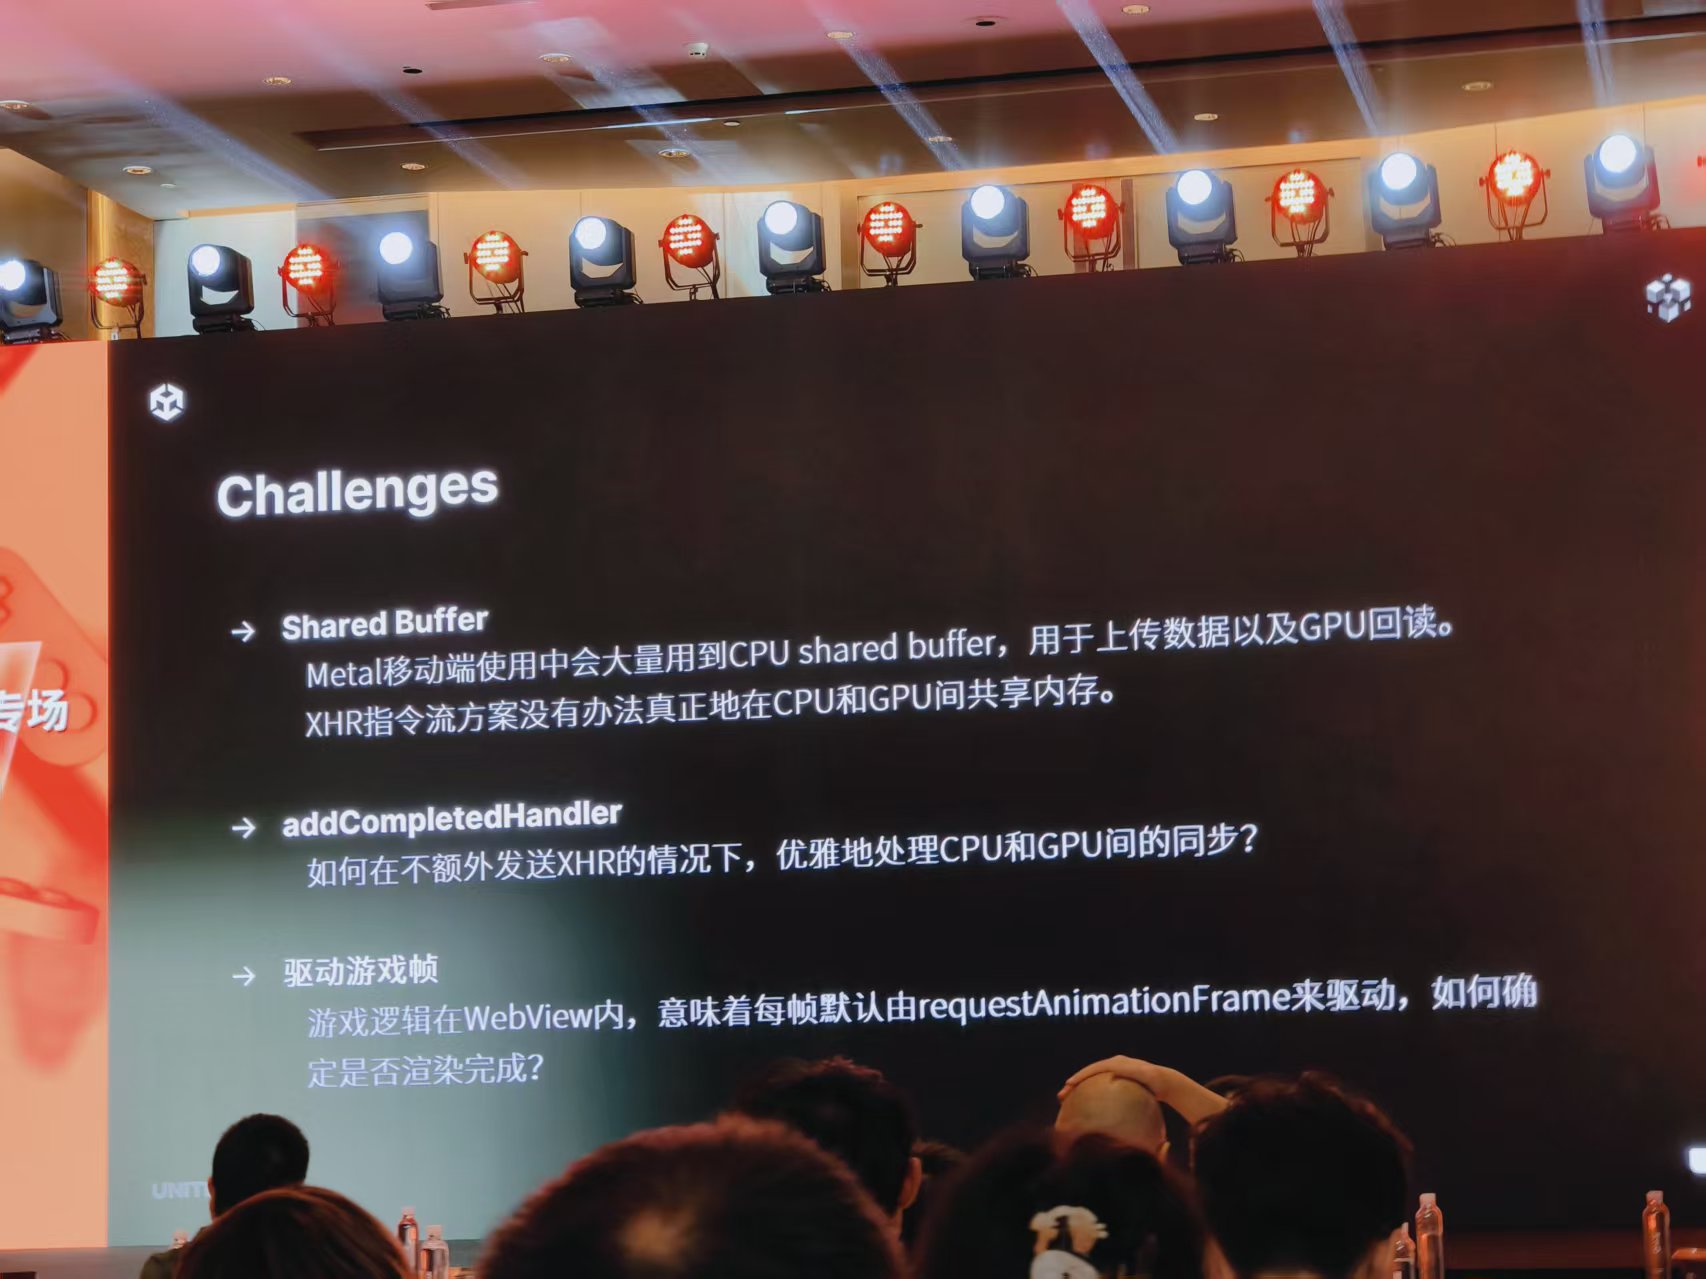 Challenges
→ Shared Buffer
Metal移动端使用中会大量用到CPU shared buffer，用于上传数据以及GPU回读。
XHR指令流方案没有办法真正地在CPU和GPU间共享内存。
→ addCompletedHandler
如何在不额外发送XHR的情况下，优雅地处理CPU和GPU间的同步？
→ 驱动游戏帧
游戏逻辑在WebView内，意味着每帧默认由requestAnimationFrame来驱动，如何确
定是否渲染完成？
专场